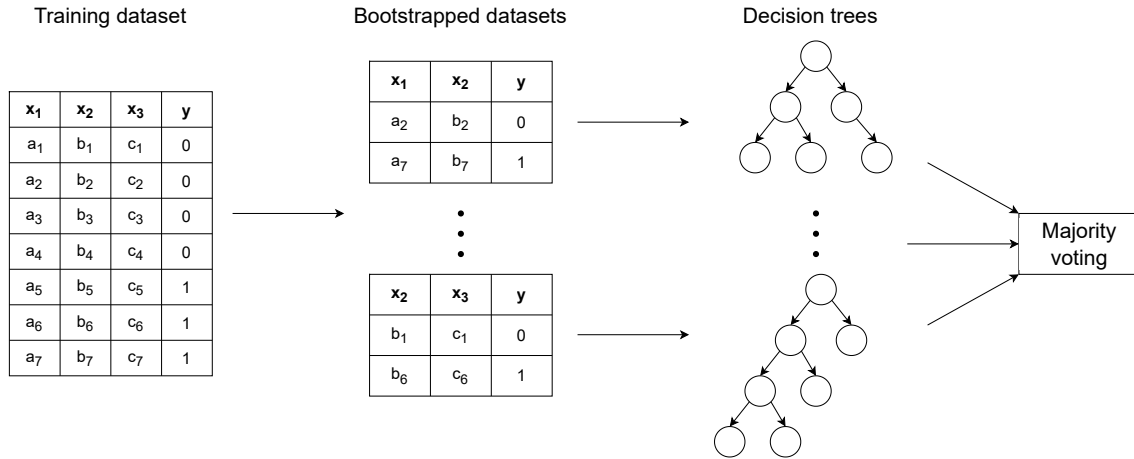 Training dataset
Bootstrapped datasets
Decision trees
x₁ x₂ x₃ y
a₁ b₁ c₁ 0
a₂ b₂ c₂ 0
a₃ b₃ c₃ 0
a₄ b₄ c₄ 0
a₅ b₅ c₅ 1
a₆ b₆ c₆ 1
a₇ b₇ c₇ 1
x₁ x₂ y
a₂ b₂ 0
a₇ b₇ 1
x₂ x₃ y
b₁ c₁ 0
b₆ c₆ 1
Majority
voting